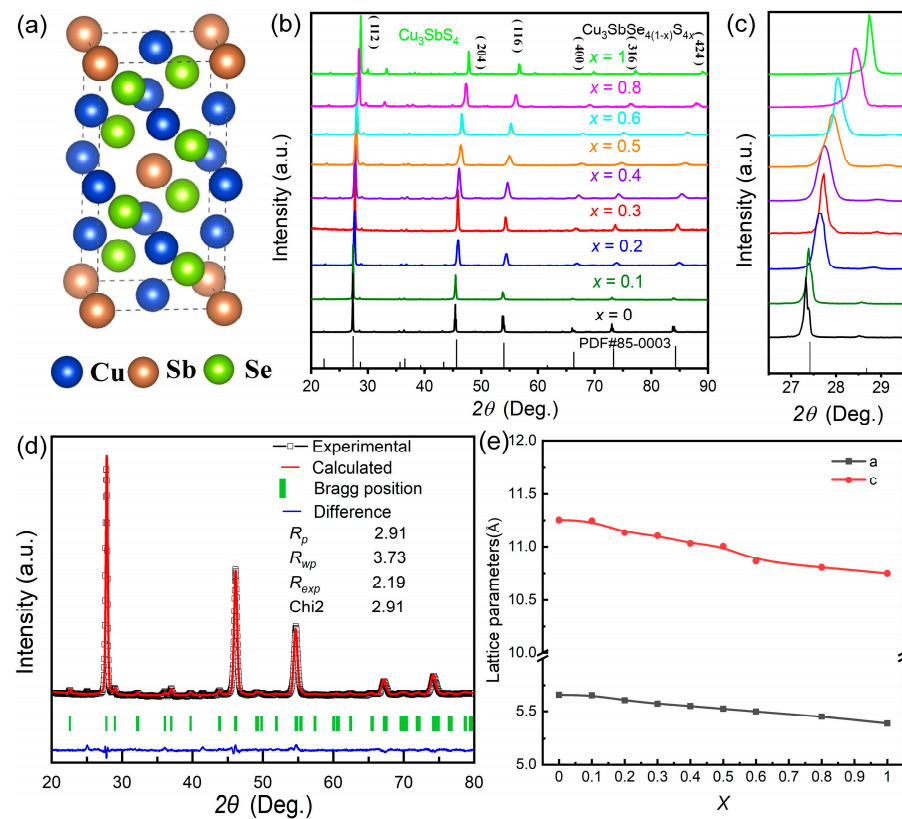 (a)
Cu Sb Se
(b)
Intensity (a.u.)
Cu₃SbS₄
Cu₃SbSe₄₍₁₋ₓ₎S₄ₓ
(112)
(204)
(116)
(400)
(316)
(424)
x = 1
x = 0.8
x = 0.6
x = 0.5
x = 0.4
x = 0.3
x = 0.2
x = 0.1
x = 0
PDF#85-0003
20 30 40 50 60 70 80 90
2θ (Deg.)
(c)
Intensity (a.u.)
27 28 29
2θ (Deg.)
(d)
Intensity (a.u.)
Experimental
Calculated
Bragg position
Difference
Rₚ 2.91
R_wp 3.73
R_exp 2.19
Chi2 2.91
20 30 40 50 60 70 80
2θ (Deg.)
(e)
Lattice parameters(Å)
12.0
11.5
11.0
10.5
10.0
5.5
5.0
a
c
0 0.1 0.2 0.3 0.4 0.5 0.6 0.7 0.8 0.9 1
X